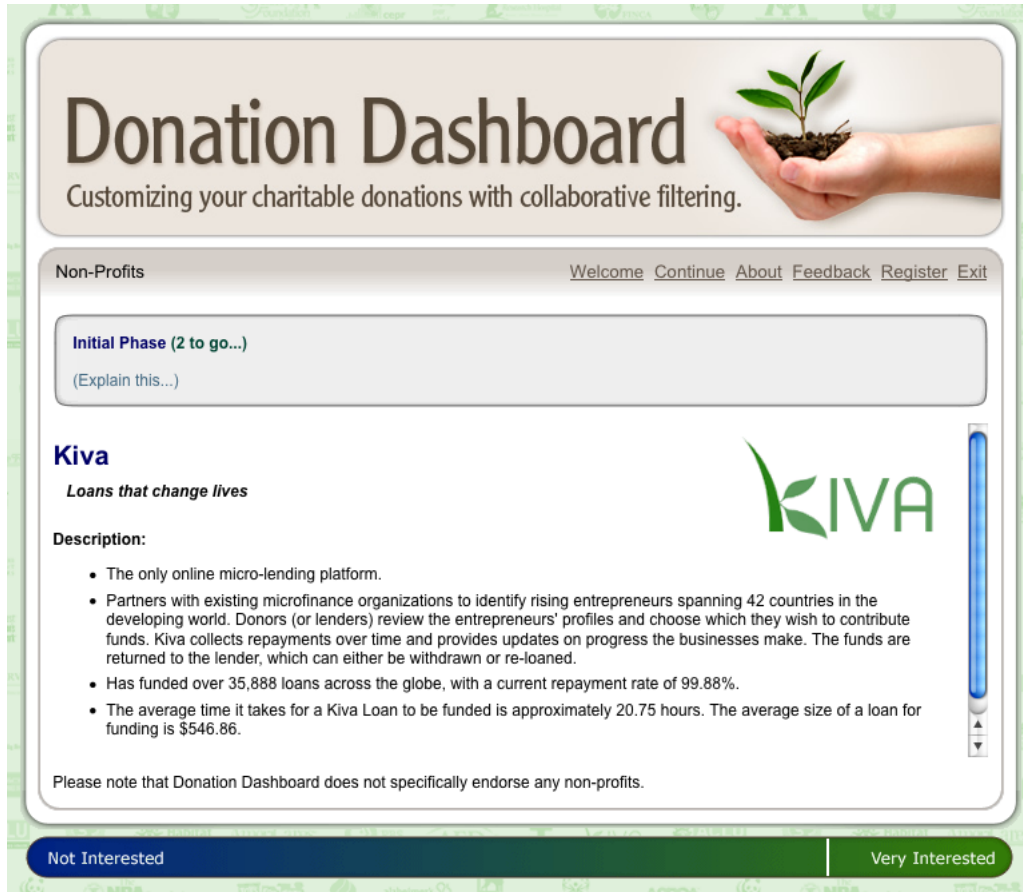 Donation Dashboard
Customizing your charitable donations with collaborative filtering.
Non-Profits
Welcome Continue About Feedback Register Exit
Initial Phase (2 to go...)
(Explain this...)
Kiva
KIVA
Loans that change lives
Description:
• The only online micro-lending platform.
• Partners with existing microfinance organizations to identify rising entrepreneurs spanning 42 countries in the
developing world. Donors (or lenders) review the entrepreneurs' profiles and choose which they wish to contribute
funds. Kiva collects repayments over time and provides updates on progress the businesses make. The funds are
returned to the lender, which can either be withdrawn or re-loaned.
• Has funded over 35,888 loans across the globe, with a current repayment rate of 99.88%.
• The average time it takes for a Kiva Loan to be funded is approximately 20.75 hours. The average size of a loan for
funding is $546.86.
Please note that Donation Dashboard does not specifically endorse any non-profits.
Not Interested Very Interested